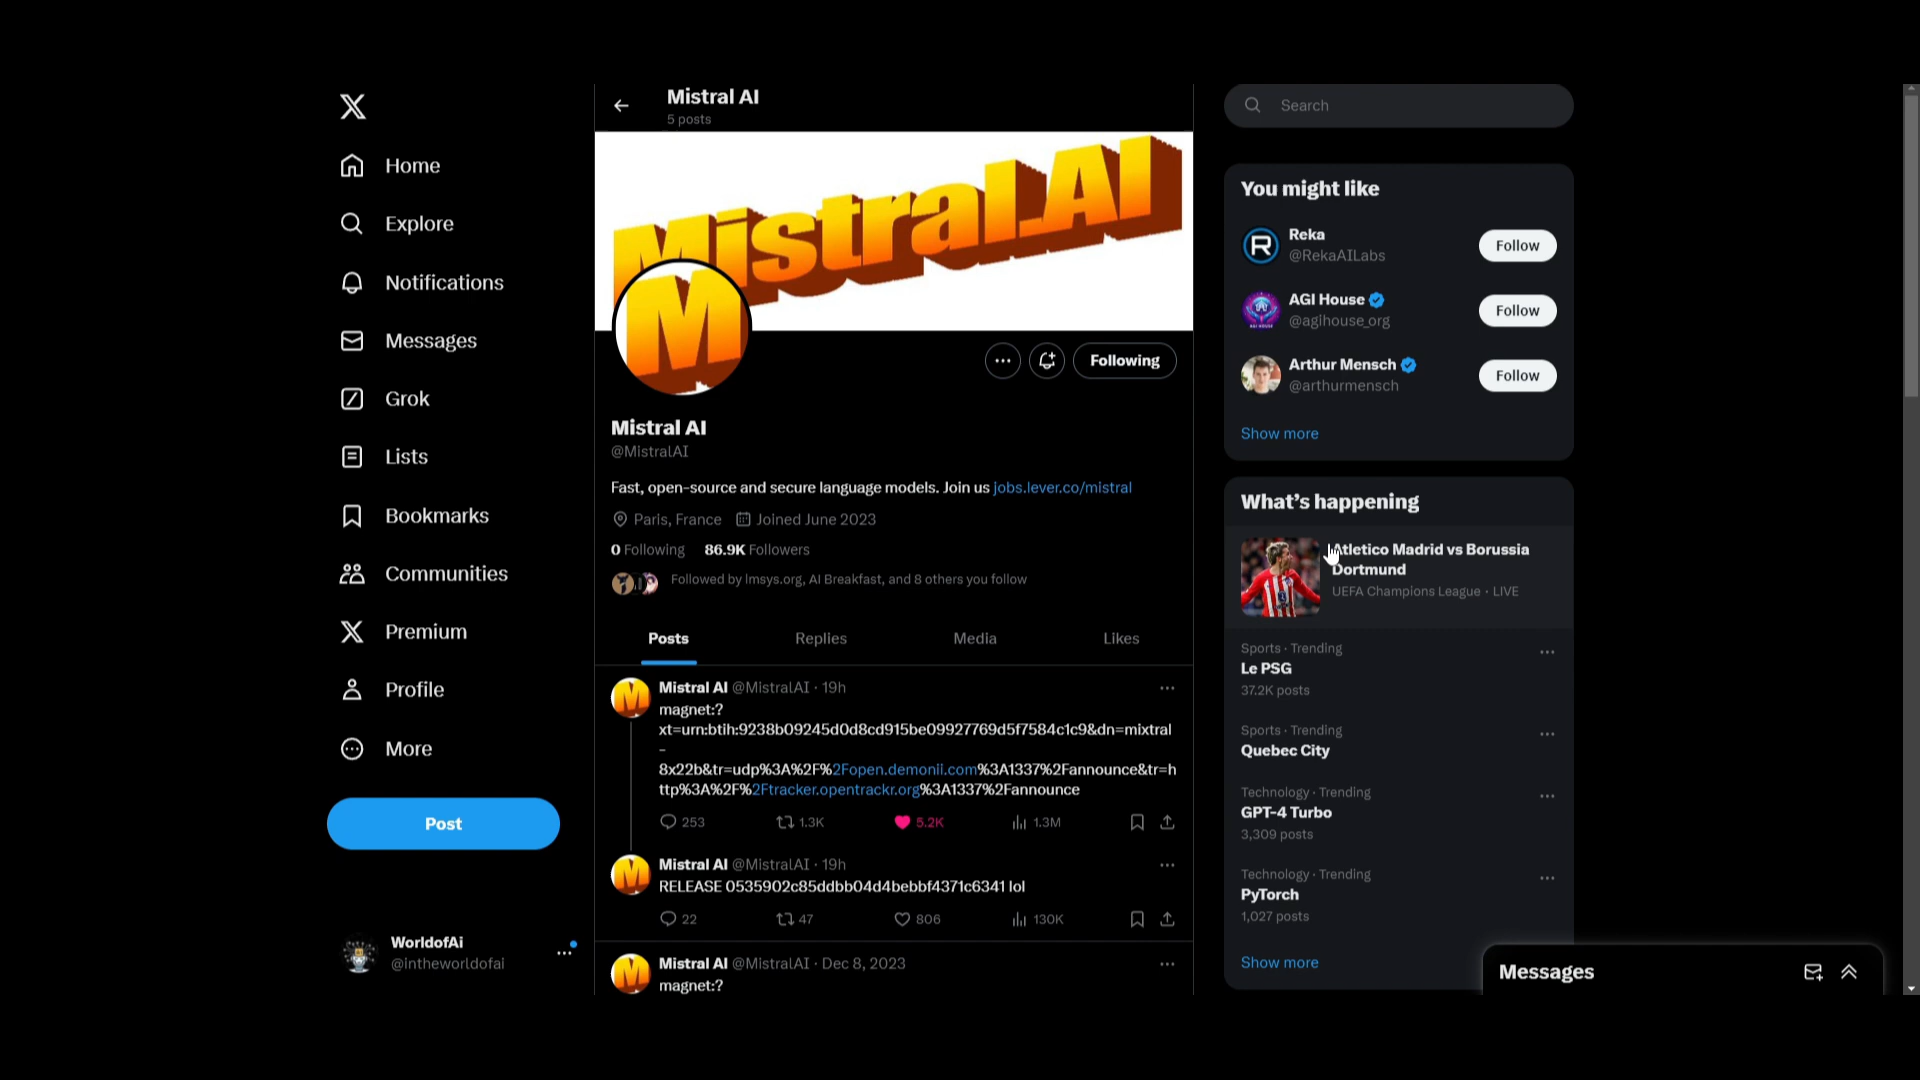 Home
Explore
Notifications
Messages
Grok
Lists
Bookmarks
Communities
Premium
Profile
More
Post
WorldofAi
@intheworldofai
Mistral AI
5 posts
Mistral.AI
M
Following
Mistral AI
@MistralAI
Fast, open-source and secure language models. Join us jobs.lever.co/mistral
Paris, France Joined June 2023
0 Following 86.9K Followers
Followed by lmsys.org, AI Breakfast, and 8 others you follow
Posts Replies Media Likes
Mistral AI @MistralAI · 19h
magnet:?
xt=urn:btih:9238b09245d0d8cd915be09927769d5f7584c1c9&dn=mixtral
-
8x22b&tr=udp%3A%2F%2Fopen.demonii.com%3A1337%2Fannounce&tr=h
ttp%3A%2F%2Ftracker.opentrackr.org%3A1337%2Fannounce
253 1.3K 5.2K 1.3M
Mistral AI @MistralAI · 19h
RELEASE 0535902c85ddbb04d4bebbf4371c6341 lol
22 47 806 130K
Mistral AI @MistralAI · Dec 8, 2023
magnet:?
Search
You might like
Reka
@RekaAILabs
Follow
AGI House
@agihouse_org
Follow
Arthur Mensch
@arthurmensch
Follow
Show more
What's happening
Atletico Madrid vs Borussia
Dortmund
UEFA Champions League · LIVE
Sports · Trending
Le PSG
37.2K posts
Sports · Trending
Quebec City
Technology · Trending
GPT-4 Turbo
3,309 posts
Technology · Trending
PyTorch
1,027 posts
Show more
Messages